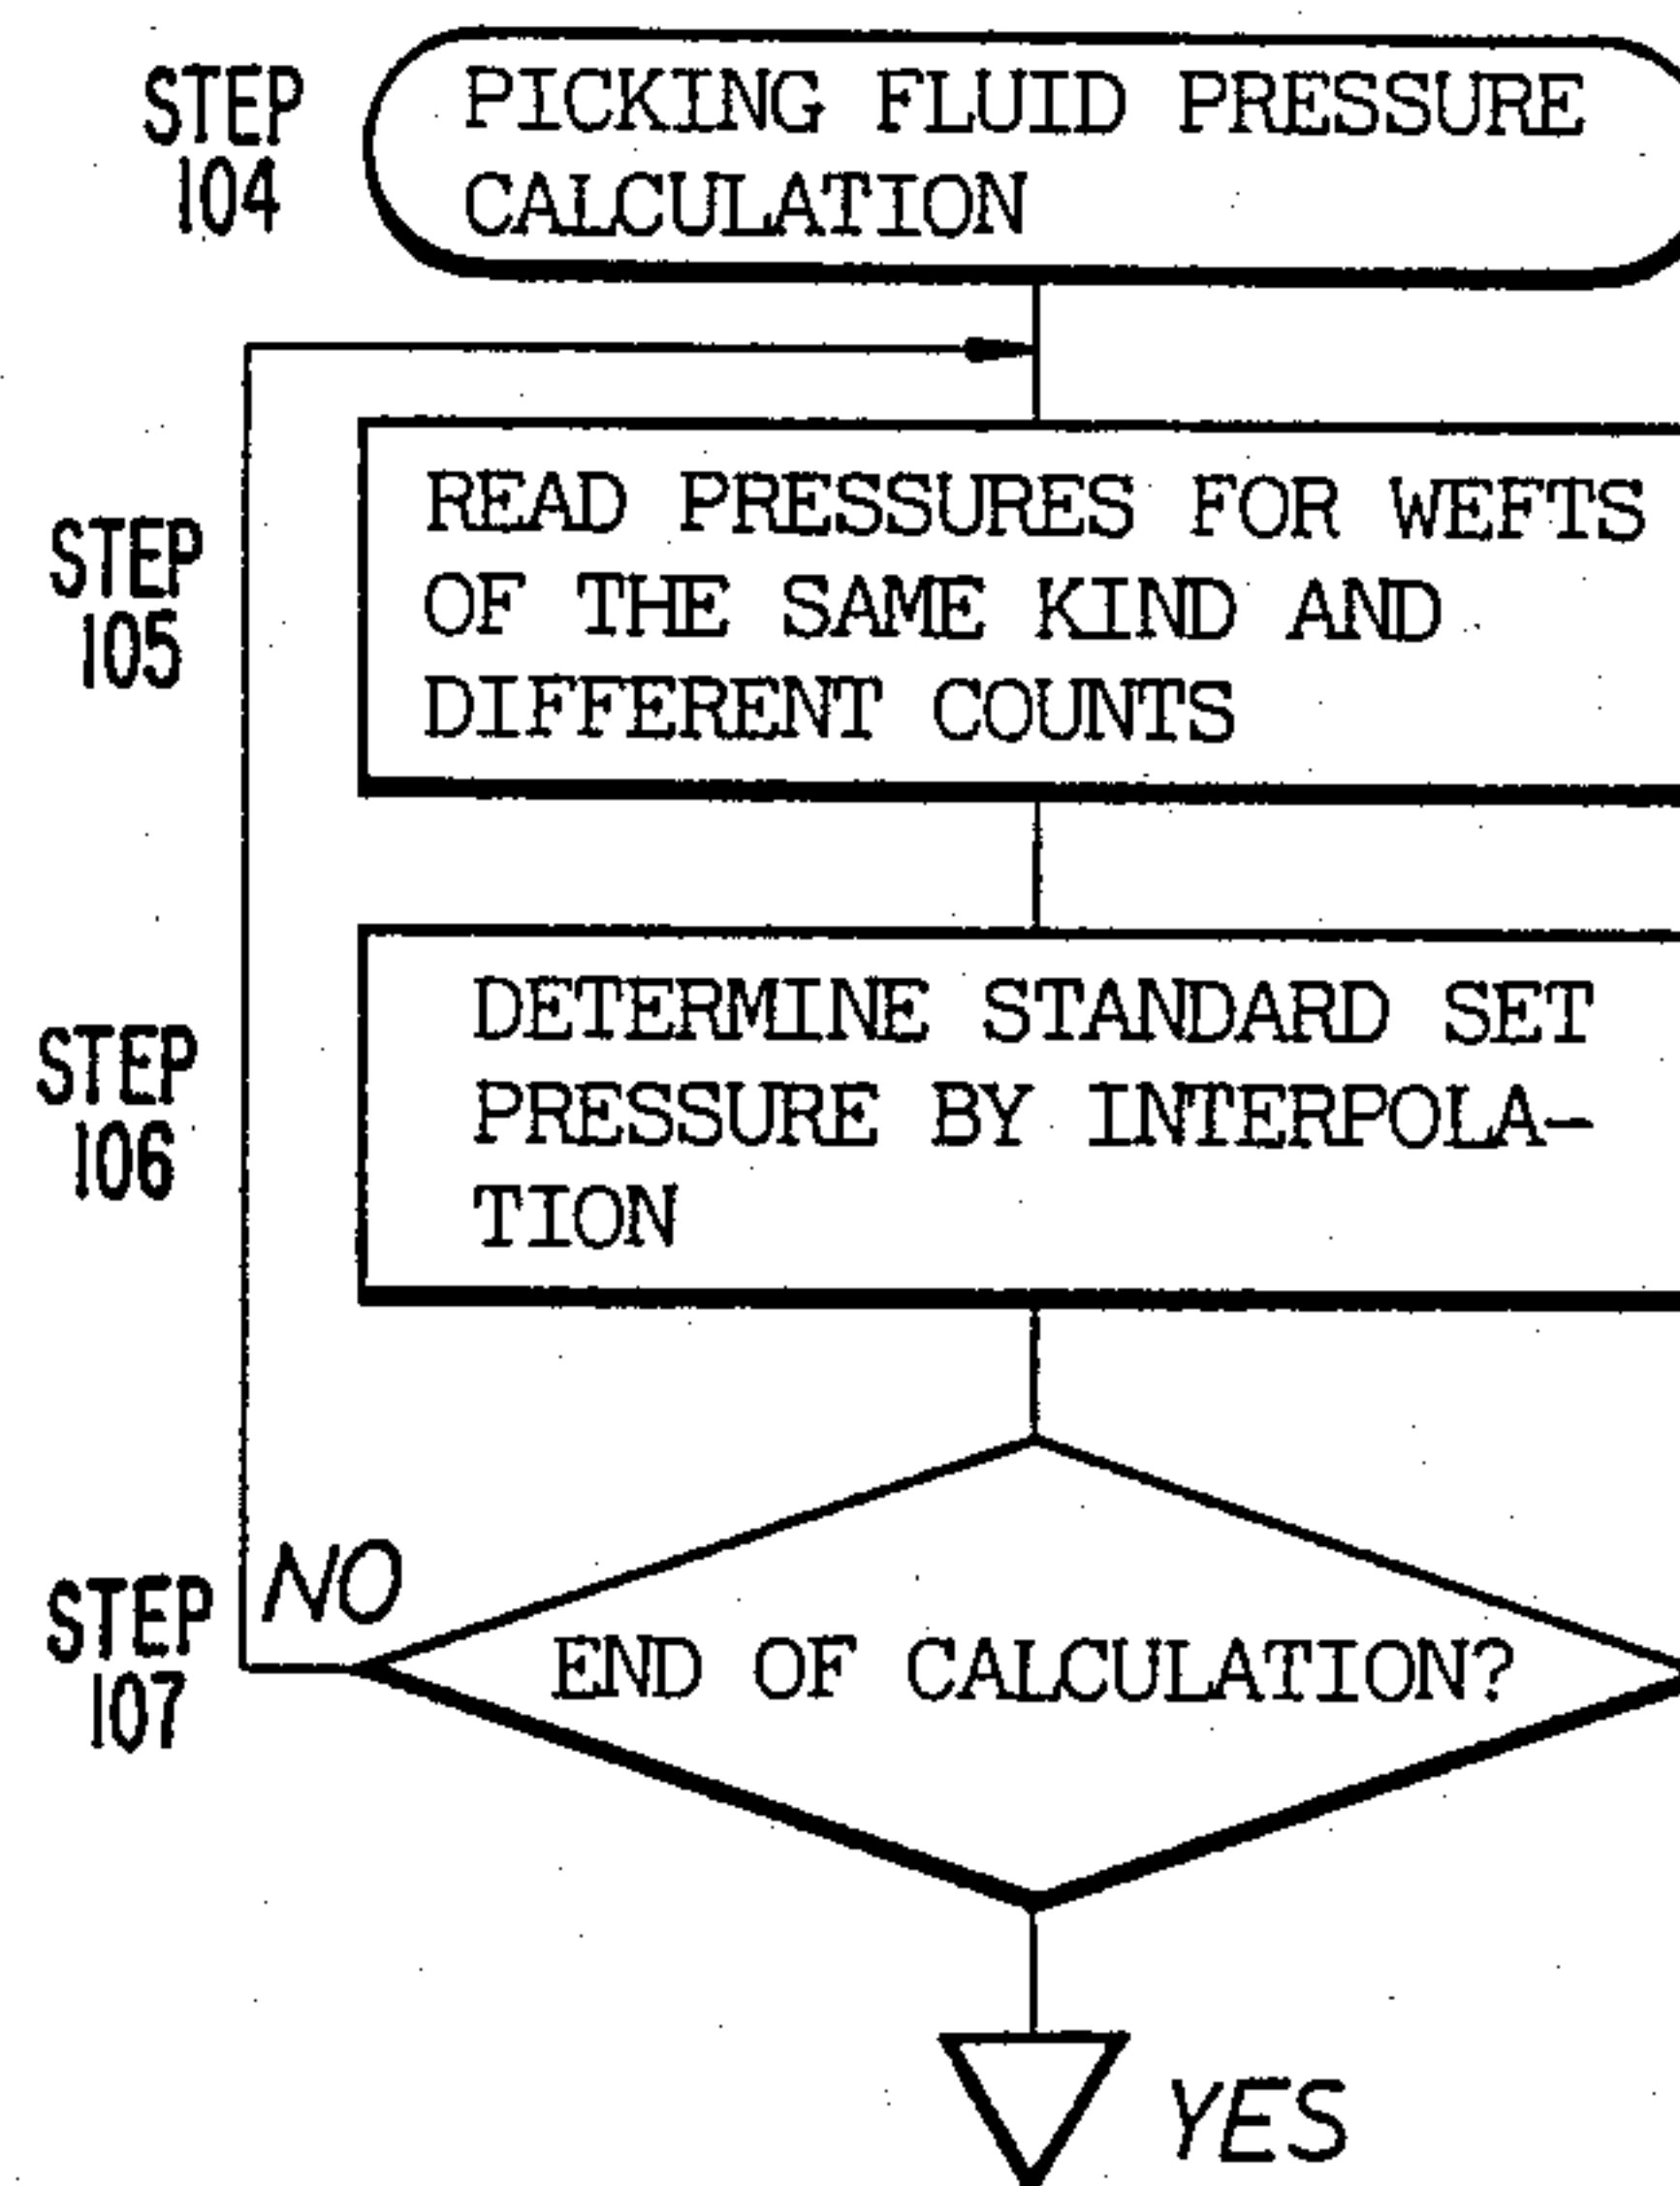 STEP
104
PICKING FLUID PRESSURE
CALCULATION
STEP
105
READ PRESSURES FOR WEFTS
OF THE SAME KIND AND
DIFFERENT COUNTS
STEP
106
DETERMINE STANDARD SET
PRESSURE BY INTERPOLA-
TION
STEP
107
NO
END OF CALCULATION?
YES